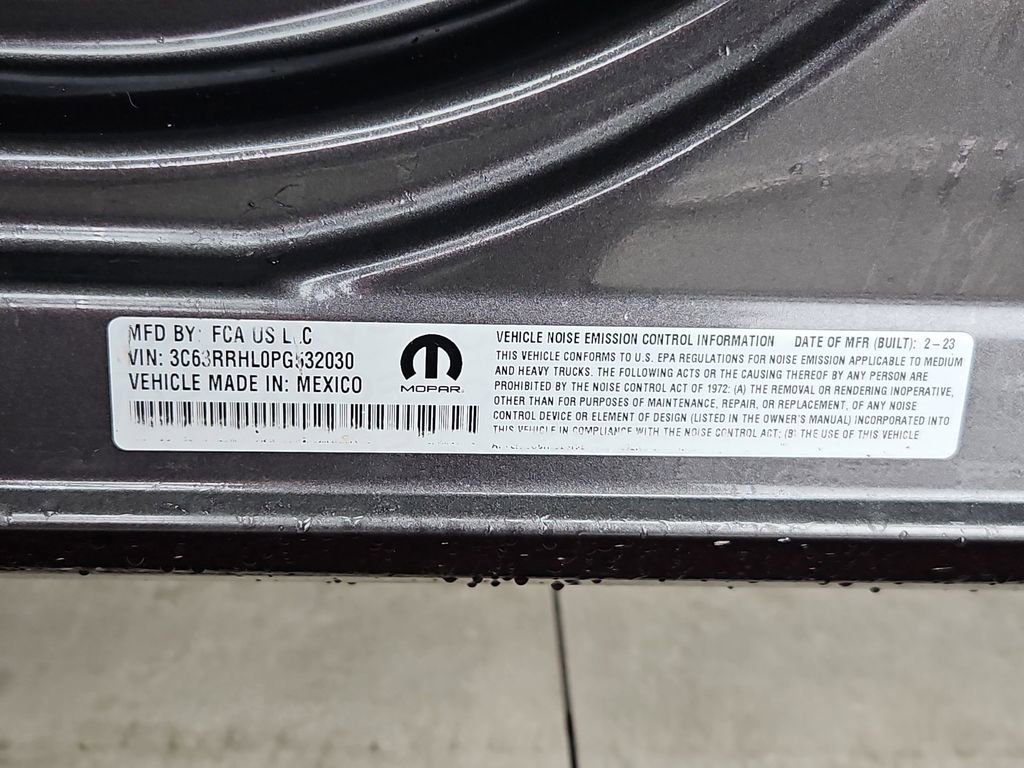 MFD BY: FCA US LLC
VIN: 3C63RRHL0PG532030
VEHICLE MADE IN: MEXICO
MOPAR
VEHICLE NOISE EMISSION CONTROL INFORMATION DATE OF MFR (BUILT): 2-23
THIS VEHICLE CONFORMS TO U.S. EPA REGULATIONS FOR NOISE EMISSION APPLICABLE TO MEDIUM
AND HEAVY TRUCKS. THE FOLLOWING ACTS OR THE CAUSING THEREOF BY ANY PERSON ARE
PROHIBITED BY THE NOISE CONTROL ACT OF 1972: (A) THE REMOVAL OR RENDERING INOPERATIVE,
OTHER THAN FOR PURPOSES OF MAINTENANCE, REPAIR, OR REPLACEMENT, OF ANY NOISE
CONTROL DEVICE OR ELEMENT OF DESIGN (LISTED IN THE OWNER'S MANUAL) INCORPORATED INTO
THIS VEHICLE IN COMPLIANCE WITH THE NOISE CONTROL ACT; (B) THE USE OF THIS VEHICLE